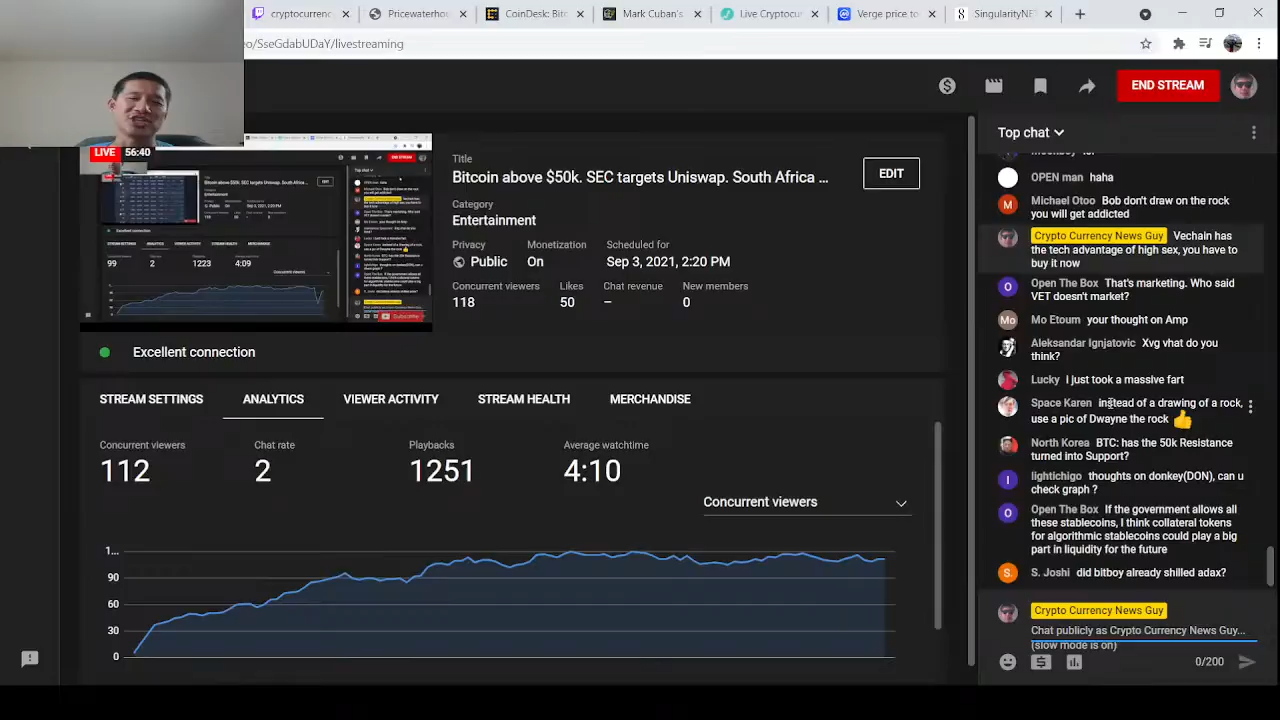 cryptocurrenc
Pricewaterhou
CoinDesk: Bit
Mark Cuban's
Live Cryptocur
Verge price to
SingularityNE
eo/SseGdabUDaY/livestreaming
END STREAM
LIVE 56:40
Title
Bitcoin above $50k. SEC targets Uniswap. South Africa ...
EDIT
Category
Entertainment
Privacy
Monetization
Scheduled for
Public
On
Sep 3, 2021, 2:20 PM
Concurrent viewers
Likes
Chat revenue
New members
118
50
–
0
Excellent connection
STREAM SETTINGS
ANALYTICS
VIEWER ACTIVITY
STREAM HEALTH
MERCHANDISE
Concurrent viewers
Chat rate
Playbacks
Average watchtime
112
2
1251
4:10
Concurrent viewers
1...
90
60
30
0
Top chat
OPEN man haha
Michael Okojo Bro don't draw on the rock
you will get addicted
Crypto Currency News Guy Vechain has
the tech advantage of high sex, you have to
buy it now
Open The Box That's marketing. Who said
VET doesn't market?
Mo Etoum your thought on Amp
Aleksandar Ignjatovic Xvg vhat do you
think?
Lucky I just took a massive fart
Space Karen instead of a drawing of a rock,
use a pic of Dwayne the rock 👍
North Korea BTC: has the 50k Resistance
turned into Support?
lightichigo thoughts on donkey(DON), can u
check graph ?
Open The Box If the government allows all
these stablecoins, I think collateral tokens
for algorithmic stablecoins could play a big
part in liquidity for the future
S. Joshi did bitboy already shilled adax?
Crypto Currency News Guy
Chat publicly as Crypto Currency News Guy...
(slow mode is on)
0/200